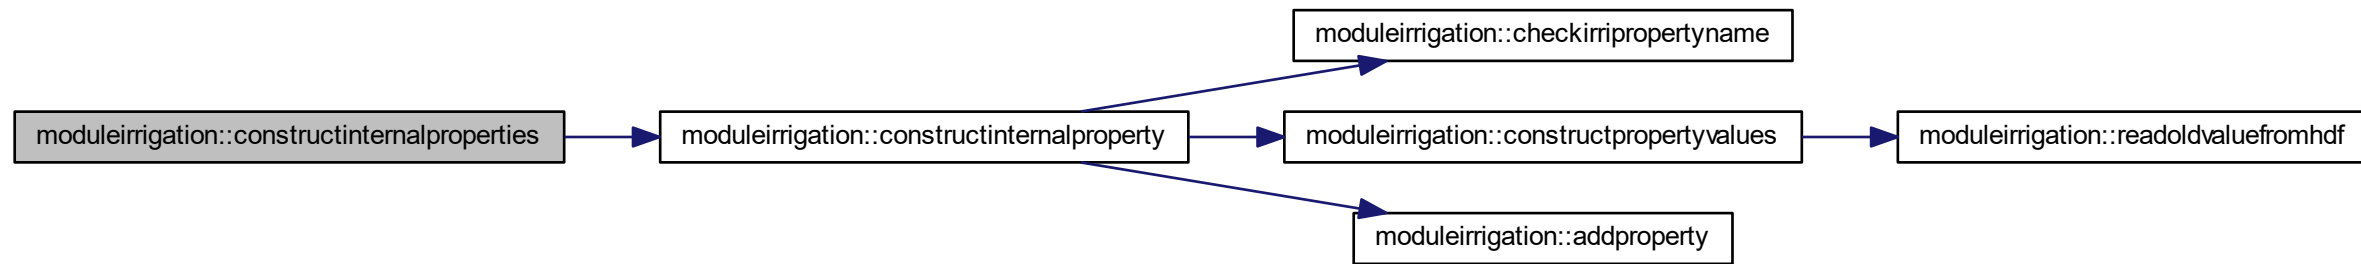 moduleirrigation::checkirripropertyname
moduleirrigation::constructinternalproperties
moduleirrigation::constructinternalproperty
moduleirrigation::constructpropertyvalues
moduleirrigation::readoldvaluefromhdf
moduleirrigation::addproperty